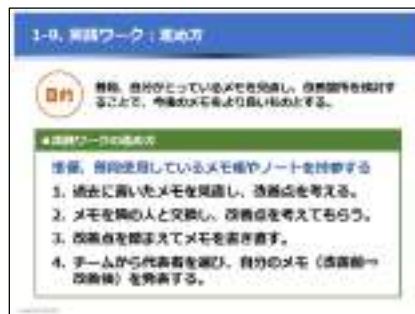 1-9. 実践ワーク：進め方
目的
普段、自分がとっているメモを見直し、改善箇所を検討す
ることで、今後のメモをより良いものとする。
●実践ワークの進め方
準備、普段使用しているメモ帳やノートを持参する
1. 過去に書いたメモを見直し、改善点を考える。
2. メモを隣の人と交換し、改善点を考えてもらう。
3. 改善点を踏まえてメモを書き直す。
4. チームから代表者を選び、自分のメモ（改善前⇒
改善後）を発表する。